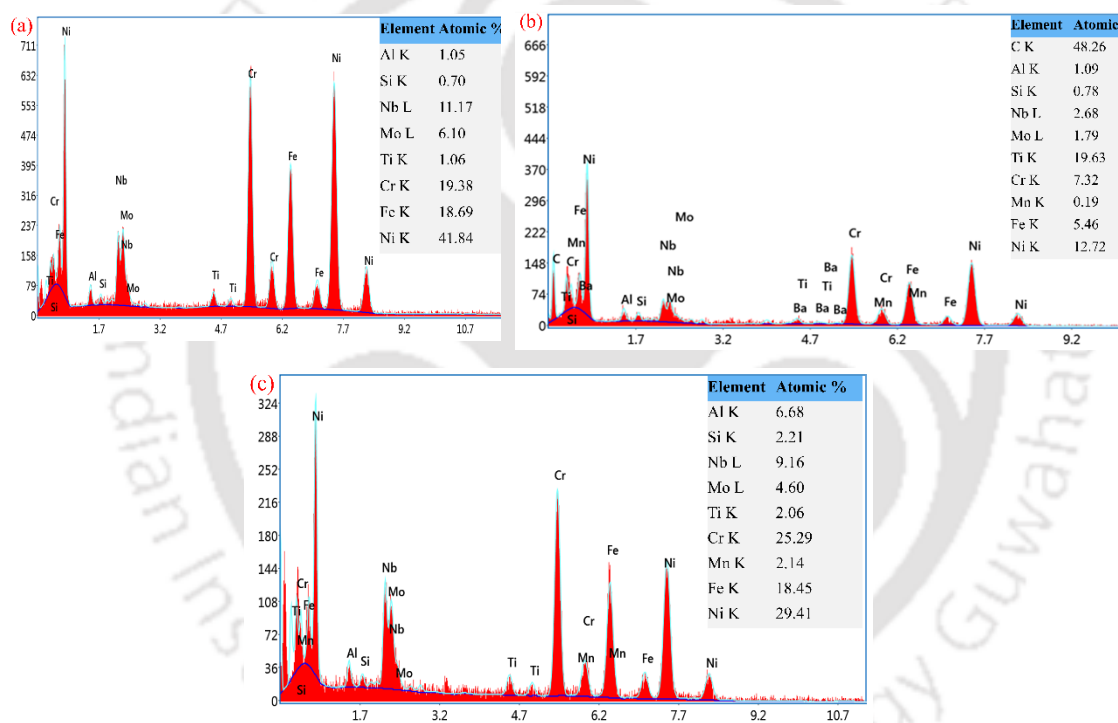 (a)
Element Atomic %
Al K 1.05
Si K 0.70
Nb L 11.17
Mo L 6.10
Ti K 1.06
Cr K 19.38
Fe K 18.69
Ni K 41.84
711
632
553
474
395
316
237
158
79
0
Ni
Cr
Fe
Ti
Si
Al
Si
Nb
Mo
Nb
Mo
Ti
Ti
Cr
Cr
Fe
Fe
Ni
Ni
1.7 3.2 4.7 6.2 7.7 9.2 10.7
(b)
Element Atomic
C K 48.26
Al K 1.09
Si K 0.78
Nb L 2.68
Mo L 1.79
Ti K 19.63
Cr K 7.32
Mn K 0.19
Fe K 5.46
Ni K 12.72
666
592
518
444
370
296
222
148
74
0
Ni
Fe
Mn
C
Cr
Ti
Ba
Si
Al
Si
Mo
Nb
Nb
Mo
Ti
Ba
Ba
Ti
Ba
Ba
Cr
Cr
Mn
Fe
Mn
Fe
Ni
Ni
1.7 3.2 4.7 6.2 7.7 9.2
(c)
Element Atomic %
Al K 6.68
Si K 2.21
Nb L 9.16
Mo L 4.60
Ti K 2.06
Cr K 25.29
Mn K 2.14
Fe K 18.45
Ni K 29.41
324
288
252
216
180
144
108
72
36
0
Ni
Cr
Ti
Fe
Mn
Si
Al
Si
Nb
Mo
Nb
Mo
Ti
Ti
Cr
Cr
Mn
Fe
Mn
Fe
Ni
Ni
1.7 3.2 4.7 6.2 7.7 9.2 10.7
Indian Ins
gy Guwahat